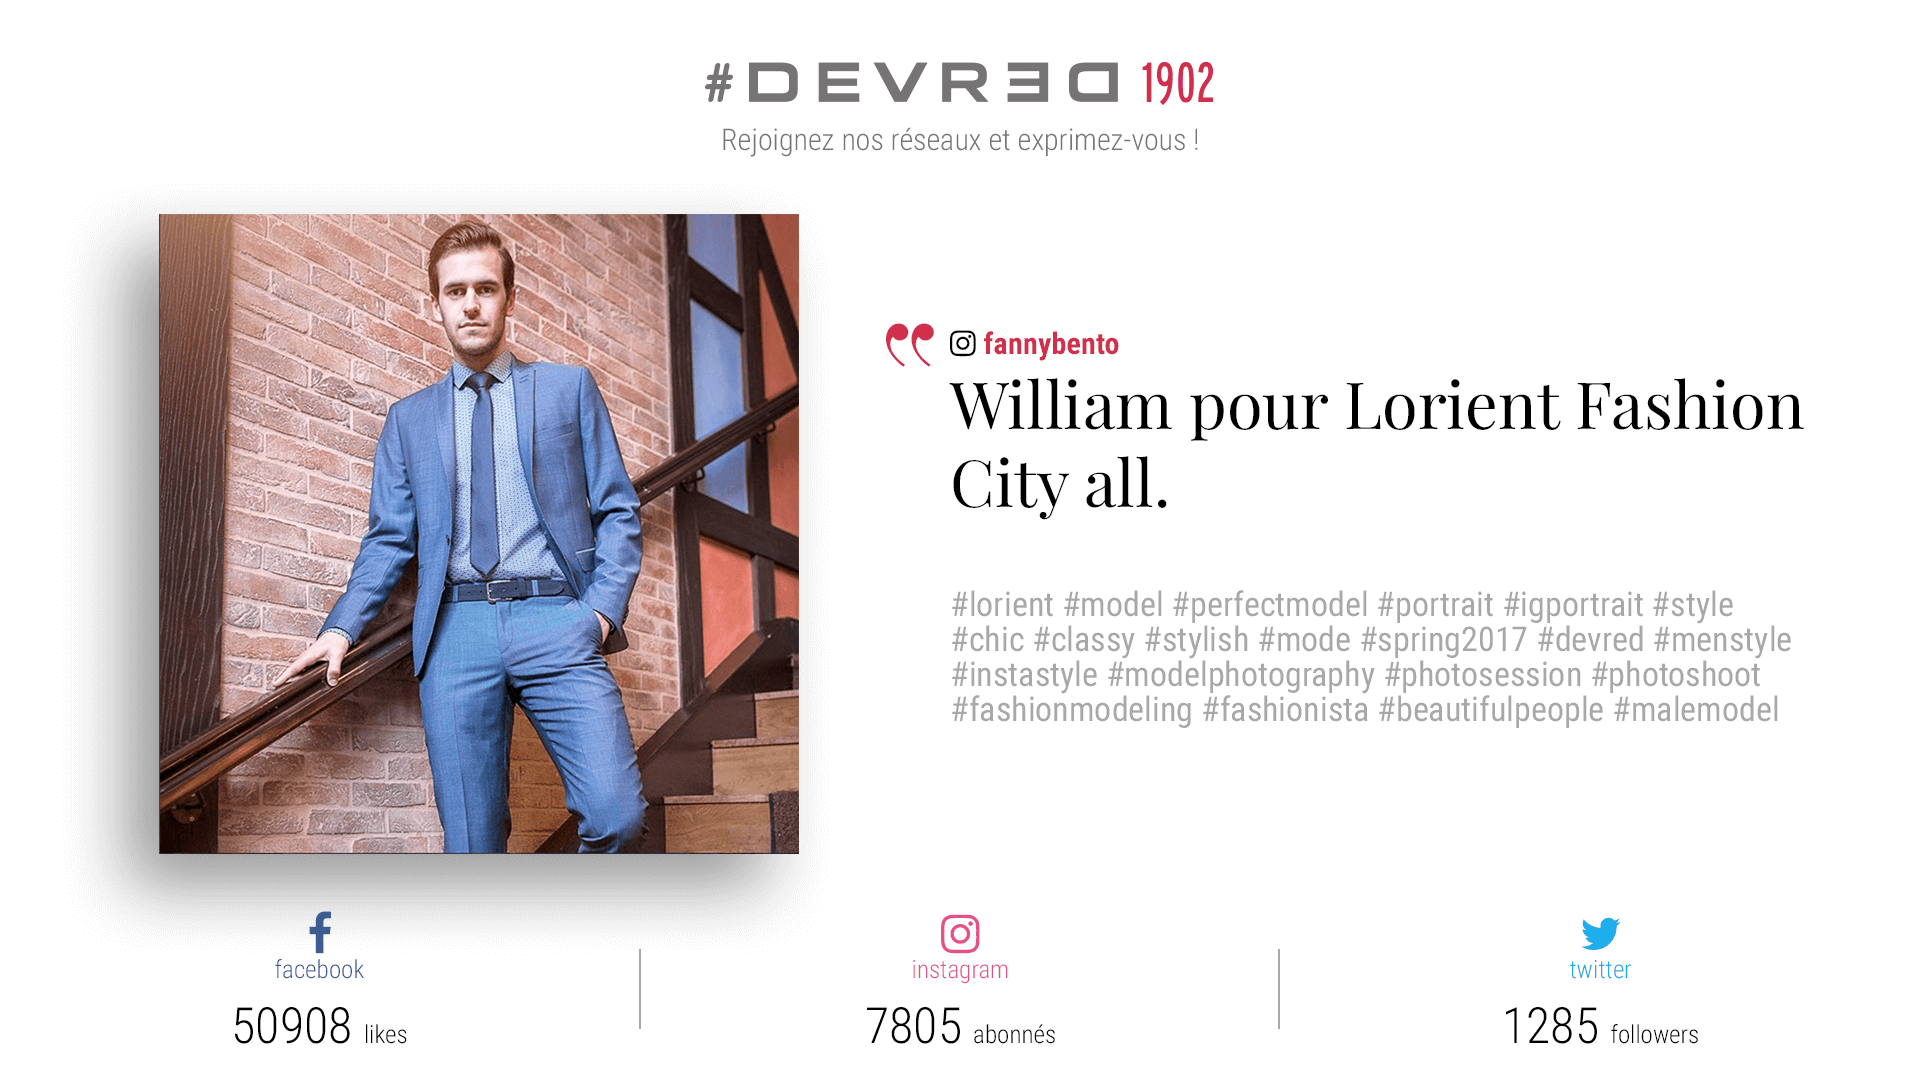 #DEVRED 1902
Rejoignez nos réseaux et exprimez-vous !
fannybento
William pour Lorient Fashion
City all.
#lorient #model #perfectmodel #portrait #igportrait #style
#chic #classy #stylish #mode #spring2017 #devred #menstyle
#instastyle #modelphotography #photosession #photoshoot
#fashionmodeling #fashionista #beautifulpeople #malemodel
facebook
50908 likes
instagram
7805 abonnés
twitter
1285 followers